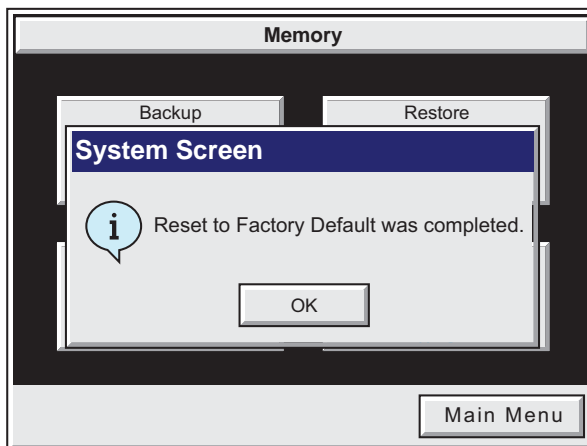 Memory
Backup
Restore
System Screen
i
Reset to Factory Default was completed.
OK
Main Menu